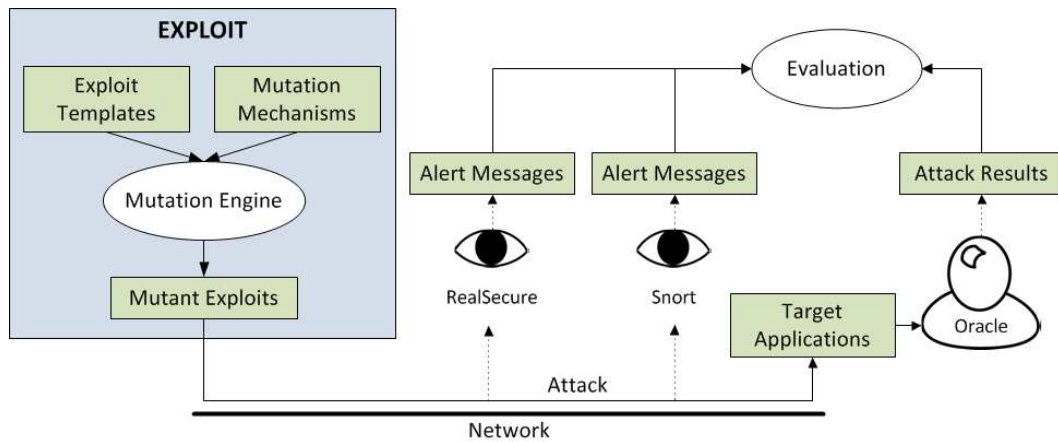 EXPLOIT
Exploit
Templates
Mutation
Mechanisms
Mutation Engine
Mutant Exploits
Evaluation
Alert Messages
Alert Messages
Attack Results
RealSecure
Snort
Target
Applications
Oracle
Attack
Network